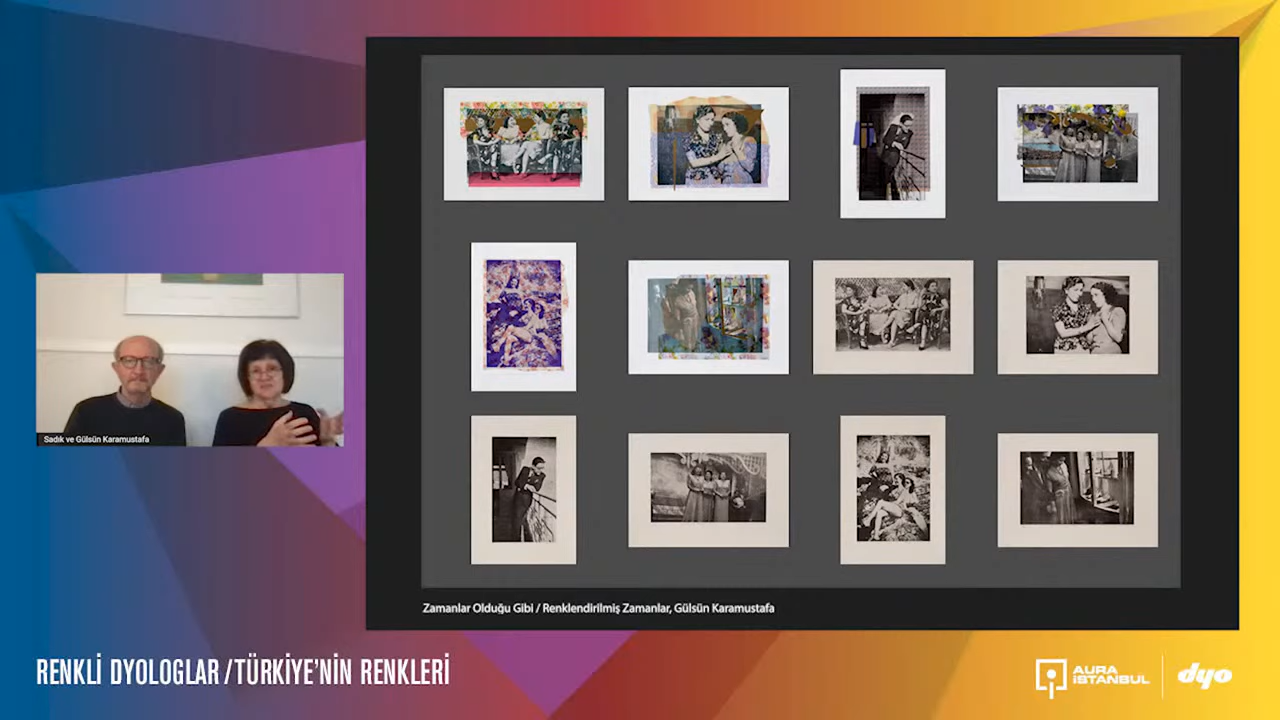 Sadık ve Gülsün Karamustafa
Zamanlar Olduğu Gibi / Renklendirilmiş Zamanlar, Gülsün Karamustafa
RENKLİ DYOLOGLAR / TÜRKİYE'NİN RENKLERİ
AURA
İSTANBUL
dyo